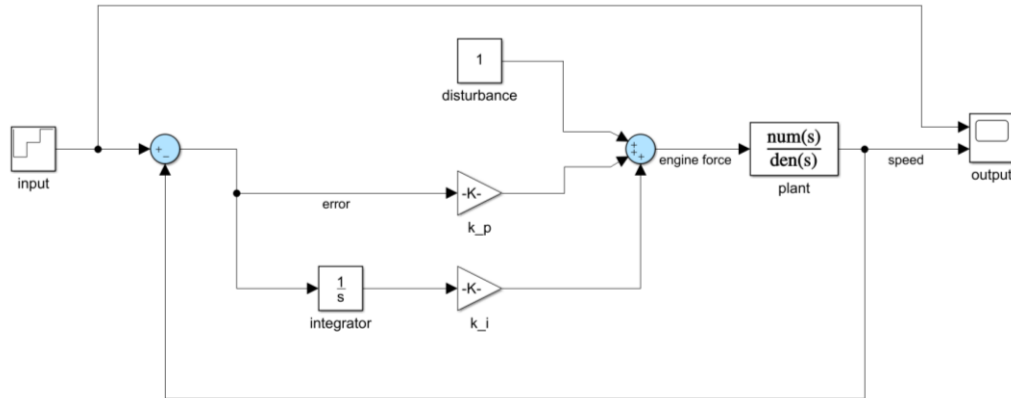 1
disturbance
input
+
−
error
-K-
k_p
1
s
integrator
-K-
k_i
+
+
+
engine force
num(s)
den(s)
plant
speed
output